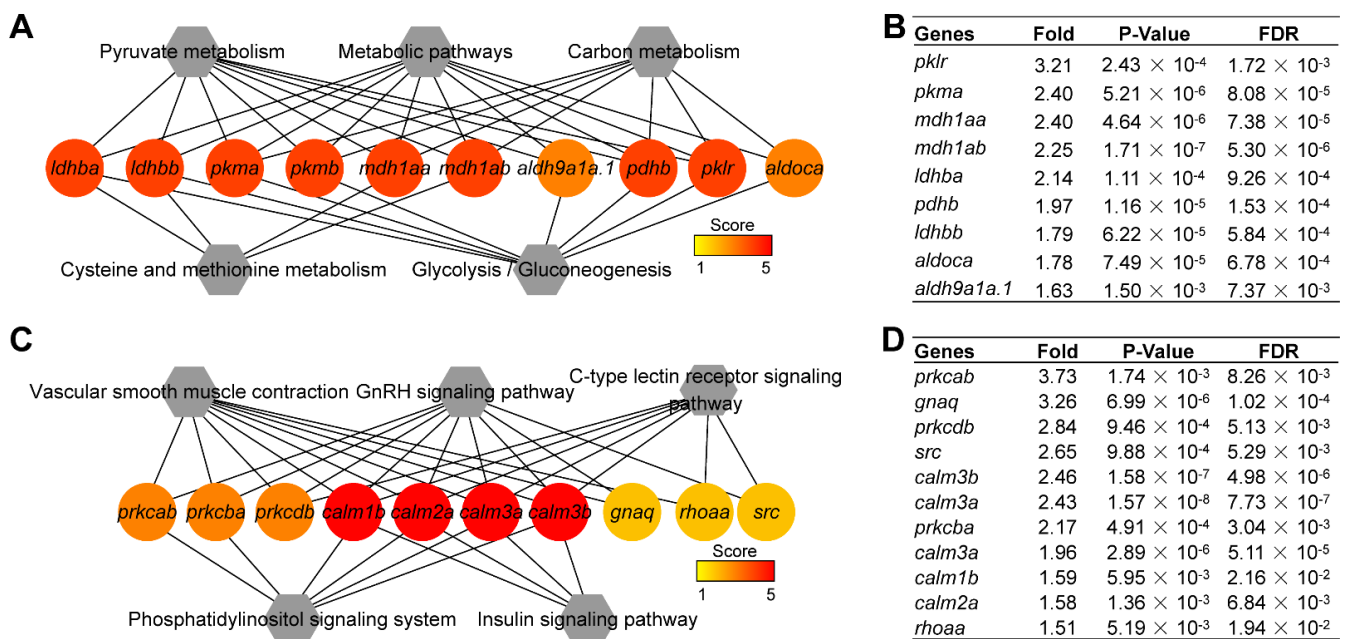 A
Pyruvate metabolism
Metabolic pathways
Carbon metabolism
ldhba
ldhbb
pkma
pkmb
mdh1aa
mdh1ab
aldh9a1a.1
pdhb
pklr
aldoca
Score
1 5
Cysteine and methionine metabolism
Glycolysis / Gluconeogenesis
B
Genes Fold P-Value FDR
pklr 3.21 2.43 × 10-4 1.72 × 10-3
pkma 2.40 5.21 × 10-6 8.08 × 10-5
mdh1aa 2.40 4.64 × 10-6 7.38 × 10-5
mdh1ab 2.25 1.71 × 10-7 5.30 × 10-6
ldhba 2.14 1.11 × 10-4 9.26 × 10-4
pdhb 1.97 1.16 × 10-5 1.53 × 10-4
ldhbb 1.79 6.22 × 10-5 5.84 × 10-4
aldoca 1.78 7.49 × 10-5 6.78 × 10-4
aldh9a1a.1 1.63 1.50 × 10-3 7.37 × 10-3
C
Vascular smooth muscle contraction
GnRH signaling pathway
C-type lectin receptor signaling
pathway
prkcab
prkcba
prkcdb
calm1b
calm2a
calm3a
calm3b
gnaq
rhoaa
src
Score
1 5
Phosphatidylinositol signaling system
Insulin signaling pathway
D
Genes Fold P-Value FDR
prkcab 3.73 1.74 × 10-3 8.26 × 10-3
gnaq 3.26 6.99 × 10-6 1.02 × 10-4
prkcdb 2.84 9.46 × 10-4 5.13 × 10-3
src 2.65 9.88 × 10-4 5.29 × 10-3
calm3b 2.46 1.58 × 10-7 4.98 × 10-6
calm3a 2.43 1.57 × 10-8 7.73 × 10-7
prkcba 2.17 4.91 × 10-4 3.04 × 10-3
calm3a 1.96 2.89 × 10-6 5.11 × 10-5
calm1b 1.59 5.95 × 10-3 2.16 × 10-2
calm2a 1.58 1.36 × 10-3 6.84 × 10-3
rhoaa 1.51 5.19 × 10-3 1.94 × 10-2